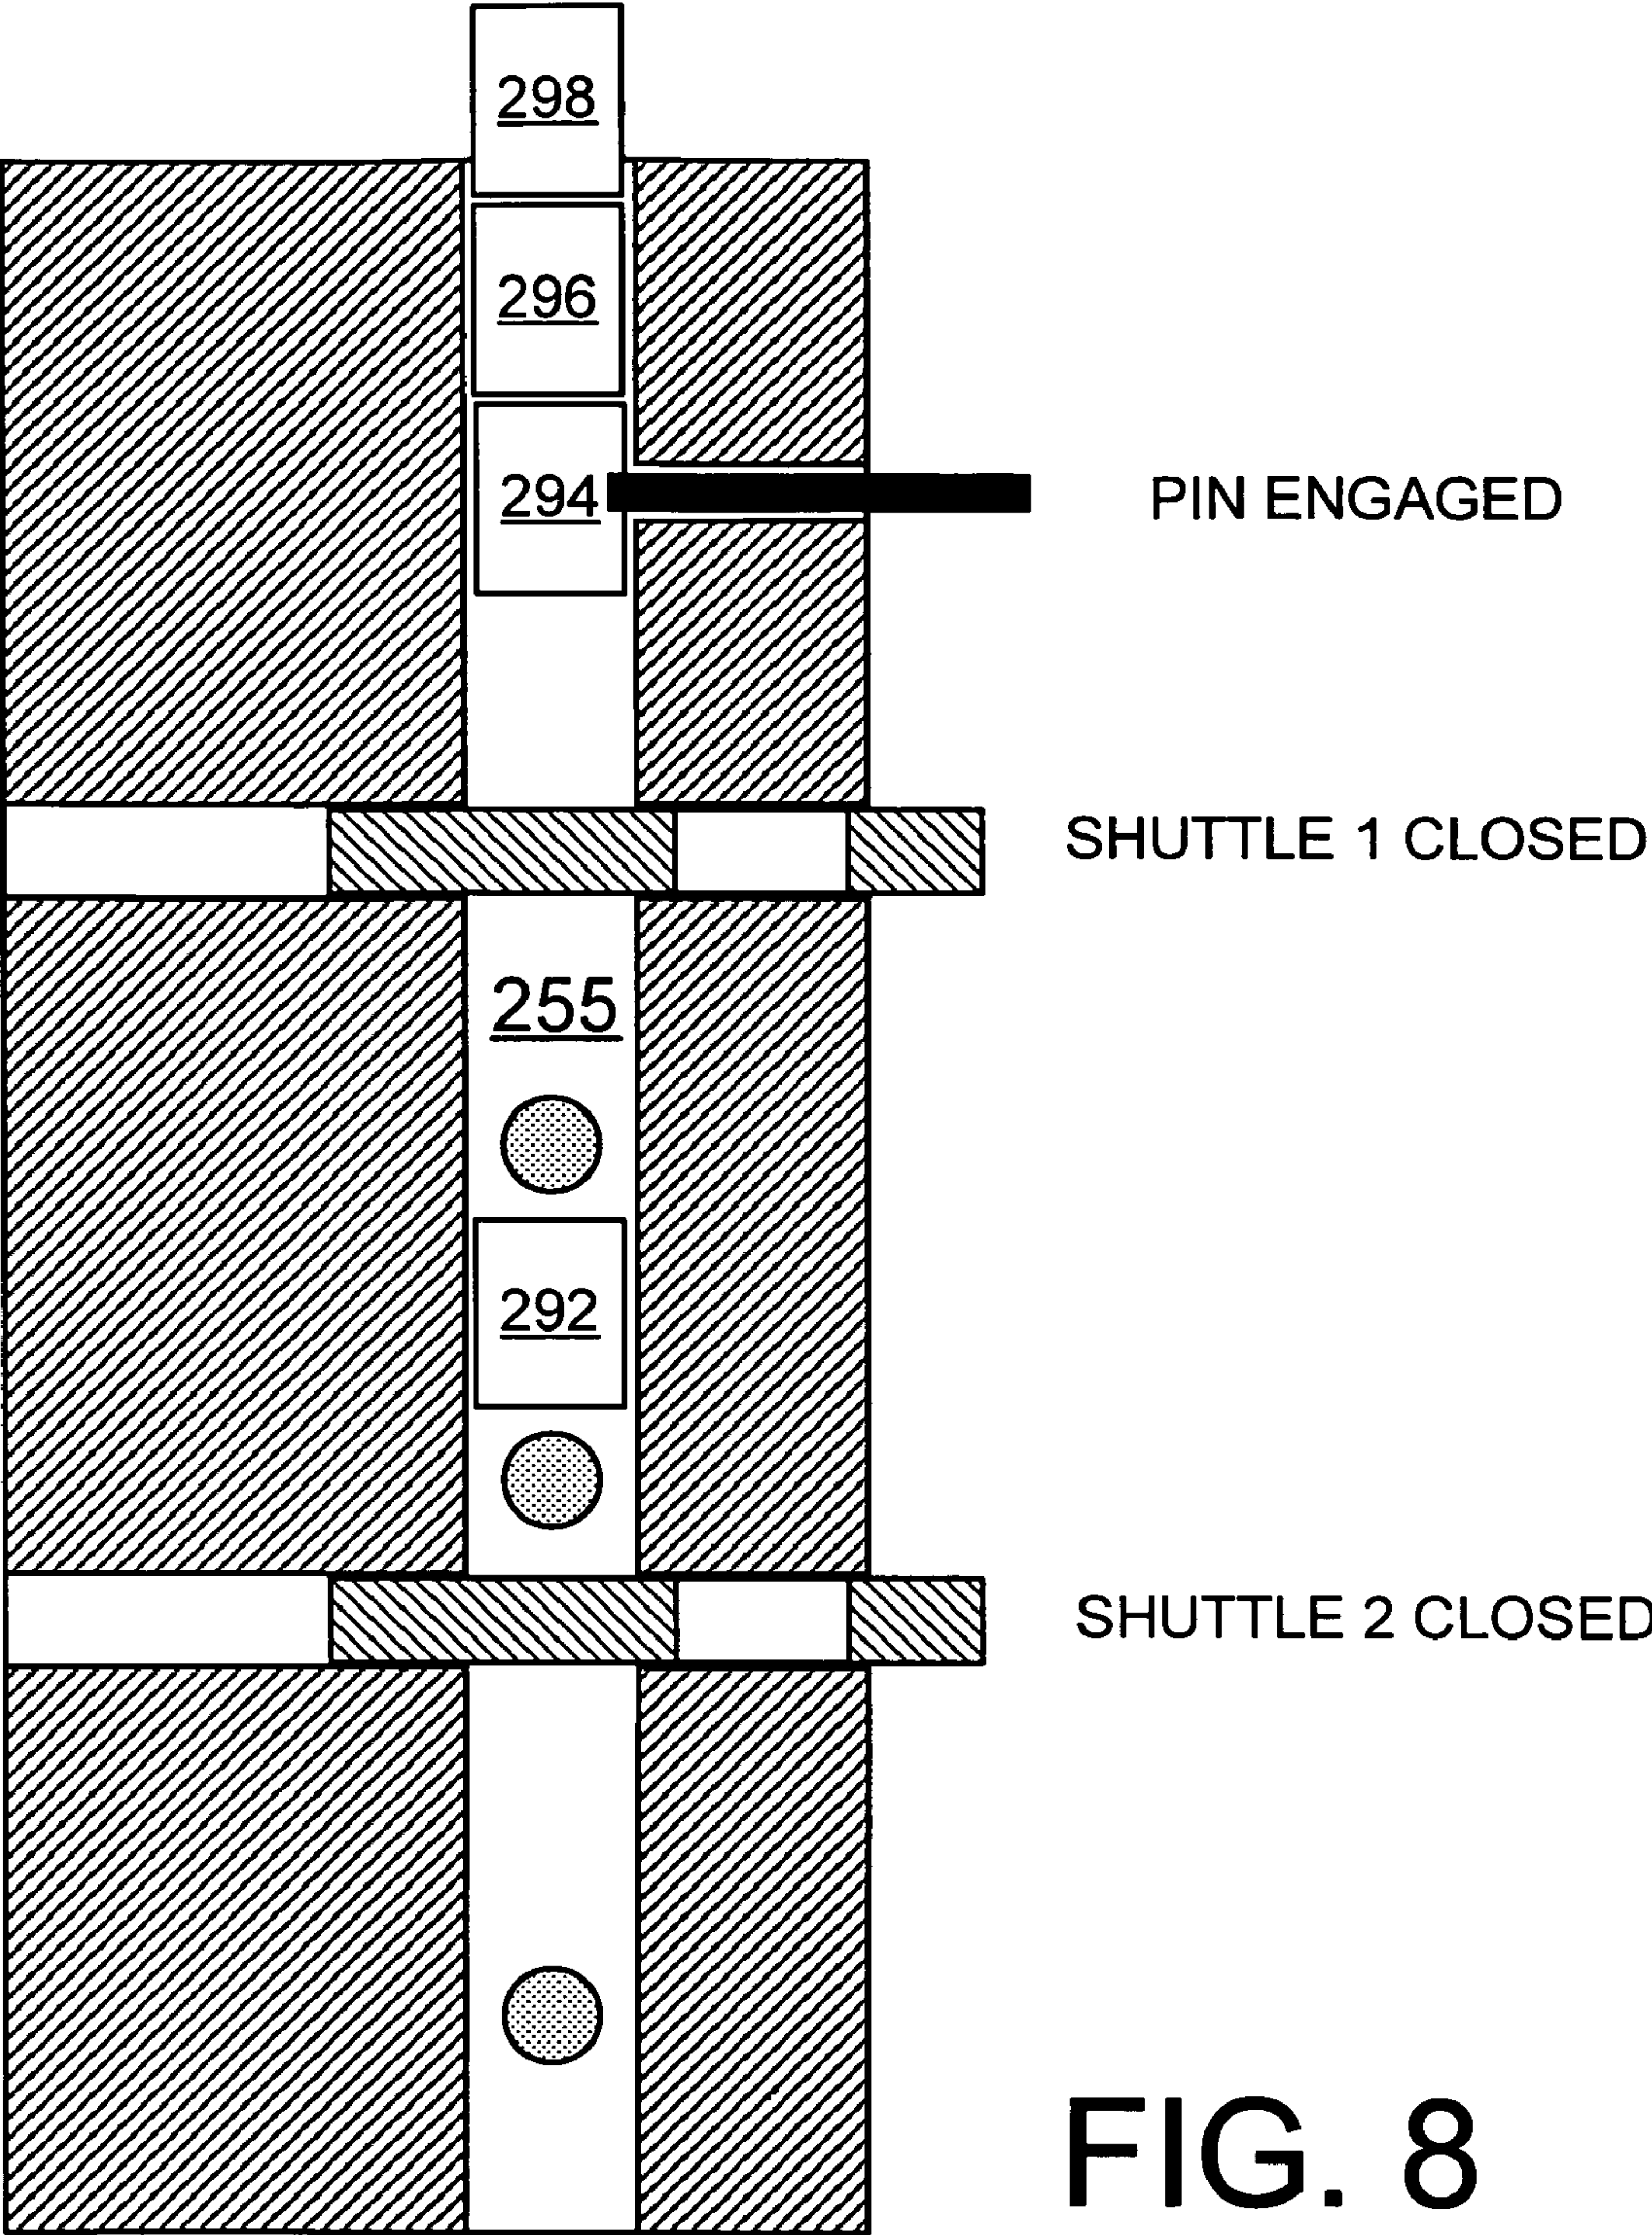 298
296
294
PIN ENGAGED
SHUTTLE 1 CLOSED
255
292
SHUTTLE 2 CLOSED
FIG. 8